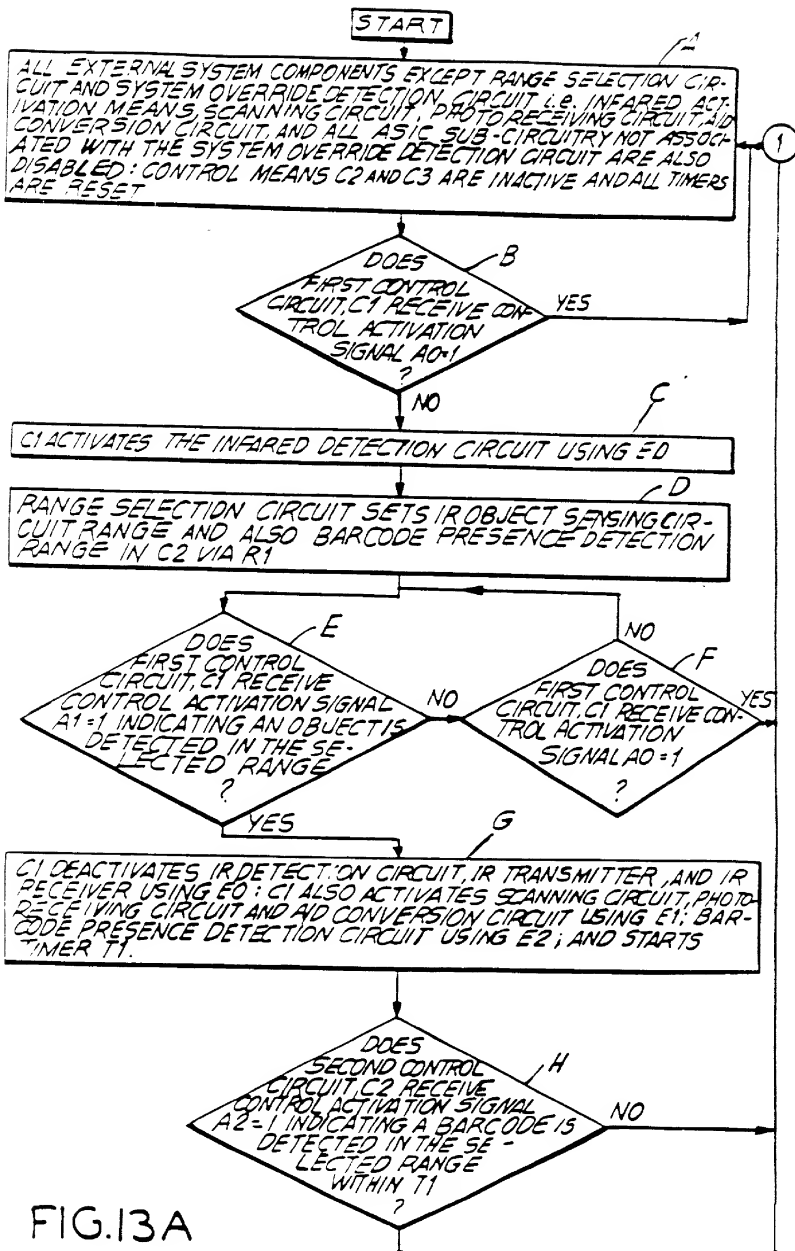 START
A
ALL EXTERNAL SYSTEM COMPONENTS EXCEPT RANGE SELECTION CIR-
CUIT AND SYSTEM OVERRIDE DETECTION CIRCUIT i.e. INFARED ACT-
IVATION MEANS, SCANNING CIRCUIT, PHOTO RECEIVING CIRCUIT, A/D
CONVERSION CIRCUIT, AND ALL ASIC SUB-CIRCUITRY NOT ASSOCI-
ATED WITH THE SYSTEM OVERRIDE DETECTION CIRCUIT ARE ALSO
DISABLED: CONTROL MEANS C2 AND C3 ARE INACTIVE AND ALL TIMERS
ARE RESET
1
B
DOES
FIRST CONTROL
CIRCUIT, C1 RECEIVE CON-
TROL ACTIVATION
SIGNAL A0=1
?
YES
NO
C
C1 ACTIVATES THE INFARED DETECTION CIRCUIT USING E0
D
RANGE SELECTION CIRCUIT SETS IR OBJECT SENSING CIR-
CUIT RANGE AND ALSO BARCODE PRESENCE DETECTION
RANGE IN C2 VIA R1
E
DOES
FIRST CONTROL
CIRCUIT, C1 RECEIVE
CONTROL ACTIVATION SIGNAL
A1=1 INDICATING AN OBJECT IS
DETECTED IN THE SE-
LECTED RANGE
?
NO
YES
F
NO
DOES
FIRST CONTROL
CIRCUIT, C1 RECEIVE CON-
TROL ACTIVATION
SIGNAL A0=1
?
YES
G
C1 DEACTIVATES IR DETECTION CIRCUIT, IR TRANSMITTER, AND IR
RECEIVER USING E0: C1 ALSO ACTIVATES SCANNING CIRCUIT, PHOTO-
RECEIVING CIRCUIT AND A/D CONVERSION CIRCUIT USING E1; BAR-
CODE PRESENCE DETECTION CIRCUIT USING E2; AND STARTS
TIMER T1.
H
DOES
SECOND CONTROL
CIRCUIT, C2 RECEIVE
CONTROL ACTIVATION SIGNAL
A2=1 INDICATING A BARCODE IS
DETECTED IN THE SE-
LECTED RANGE
WITHIN T1
?
NO
FIG.13A